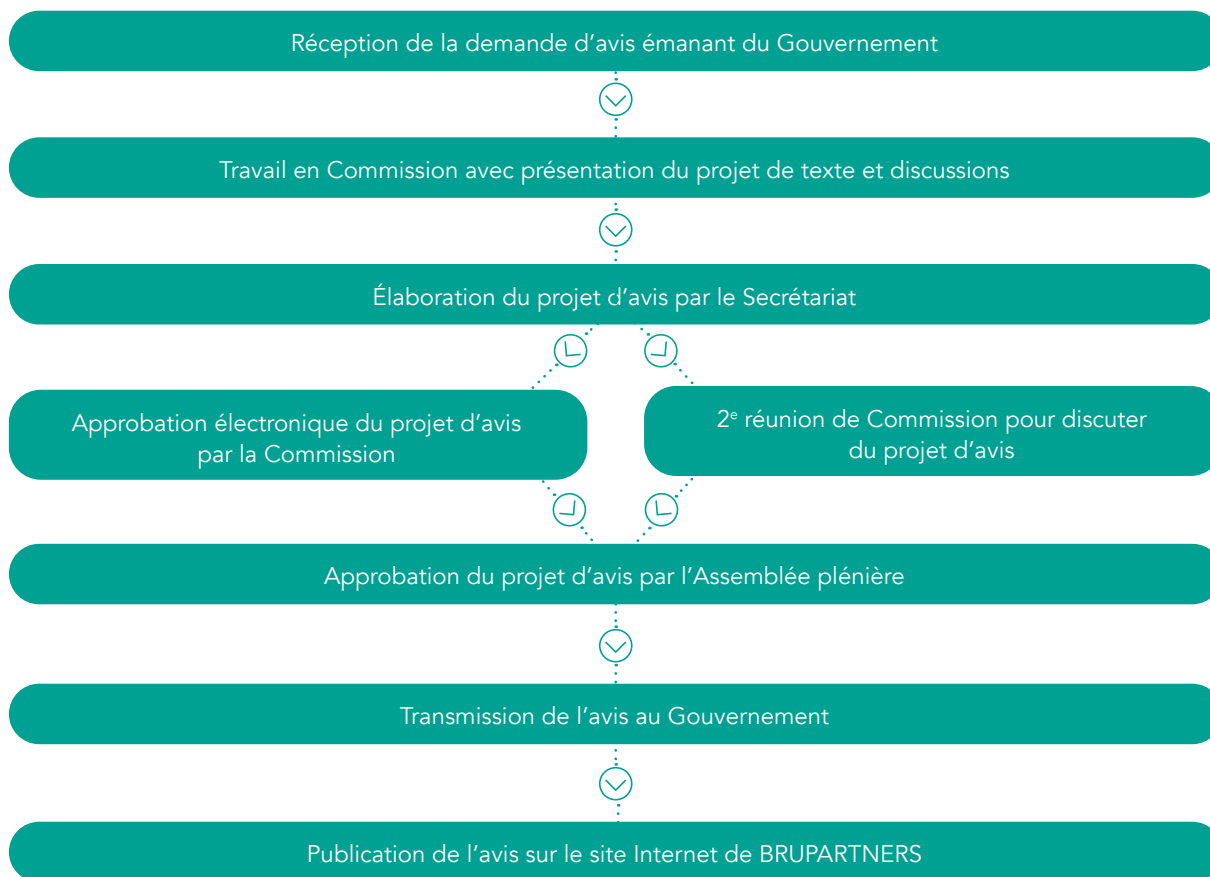 Réception de la demande d’avis émanant du Gouvernement
Travail en Commission avec présentation du projet de texte et discussions
Élaboration du projet d’avis par le Secrétariat
Approbation électronique du projet d’avis
par la Commission
2e réunion de Commission pour discuter
du projet d’avis
Approbation du projet d’avis par l’Assemblée plénière
Transmission de l’avis au Gouvernement
Publication de l’avis sur le site Internet de BRUPARTNERS